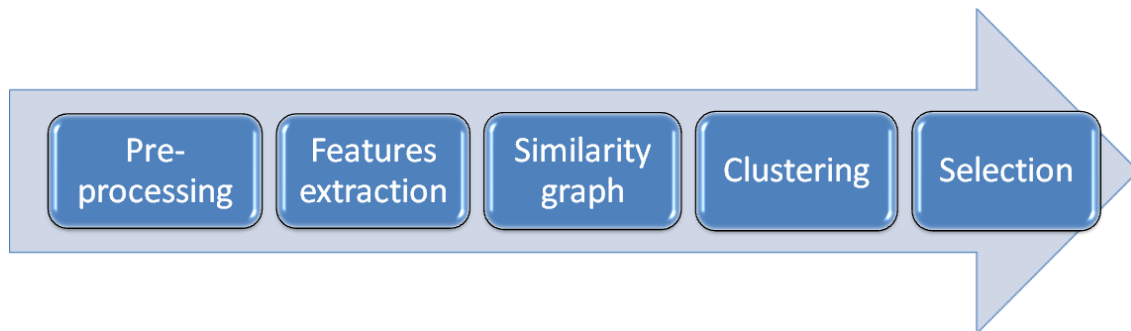 Pre-
processing
Features
extraction
Similarity
graph
Clustering
Selection